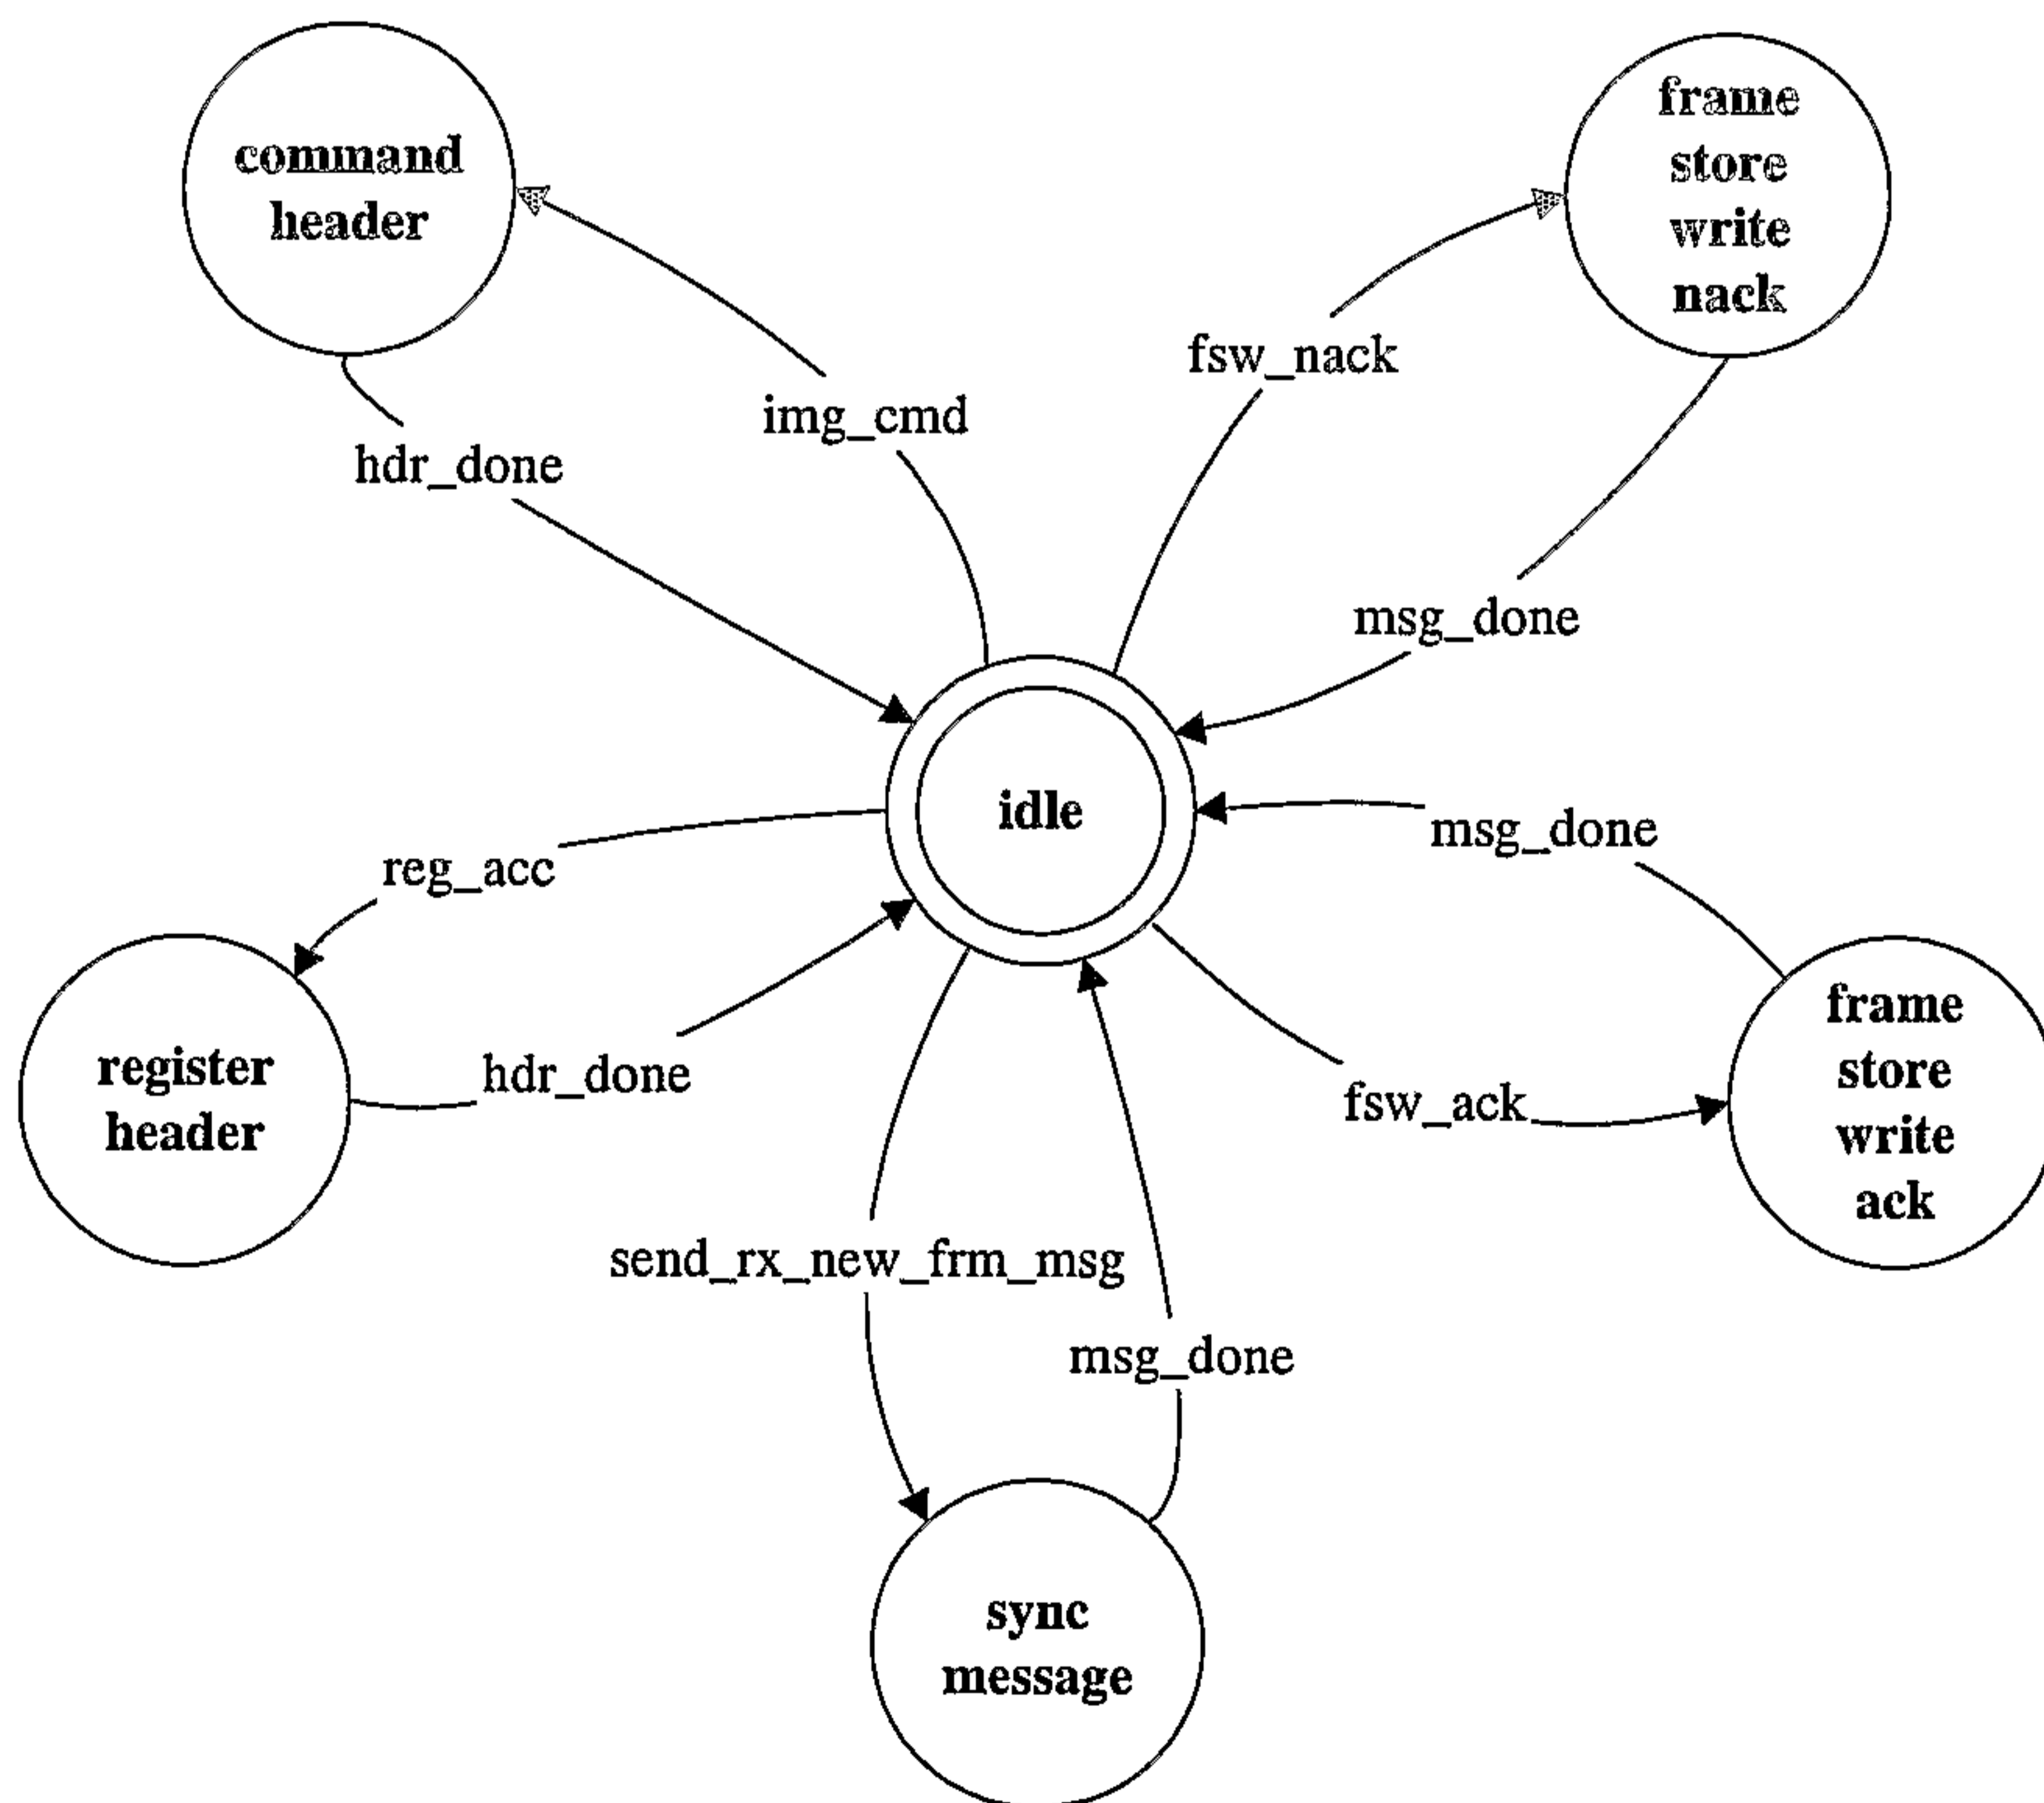 command
header
frame
store
write
nack
fsw_nack
img_cmd
hdr_done
msg_done
idle
msg_done
reg_acc
frame
store
write
ack
register
header
hdr_done
fsw_ack
send_rx_new_frm_msg
msg_done
sync
message